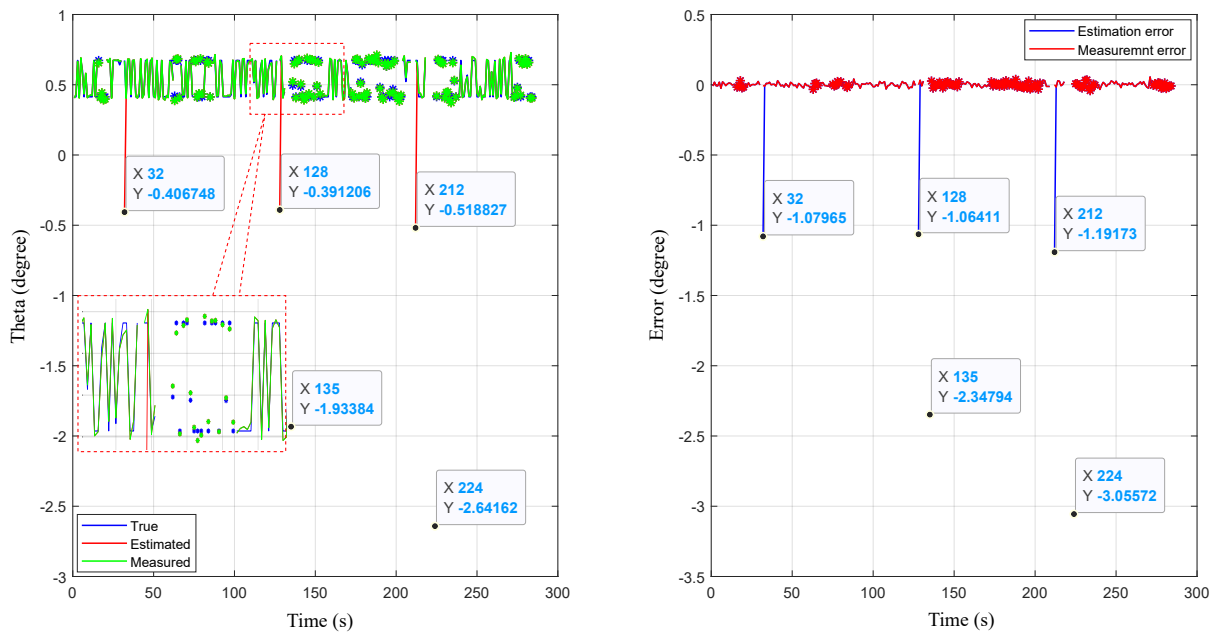 1
0.5
0
-0.5
-1
-1.5
-2
-2.5
-3
Theta (degree)
X 32
Y -0.406748
X 128
Y -0.391206
X 212
Y -0.518827
X 135
Y -1.93384
X 224
Y -2.64162
True
Estimated
Measured
0 50 100 150 200 250 300
Time (s)
0.5
0
-0.5
-1
-1.5
-2
-2.5
-3
-3.5
Error (degree)
Estimation error
Measuremnt error
X 32
Y -1.07965
X 128
Y -1.06411
X 212
Y -1.19173
X 135
Y -2.34794
X 224
Y -3.05572
0 50 100 150 200 250 300
Time (s)